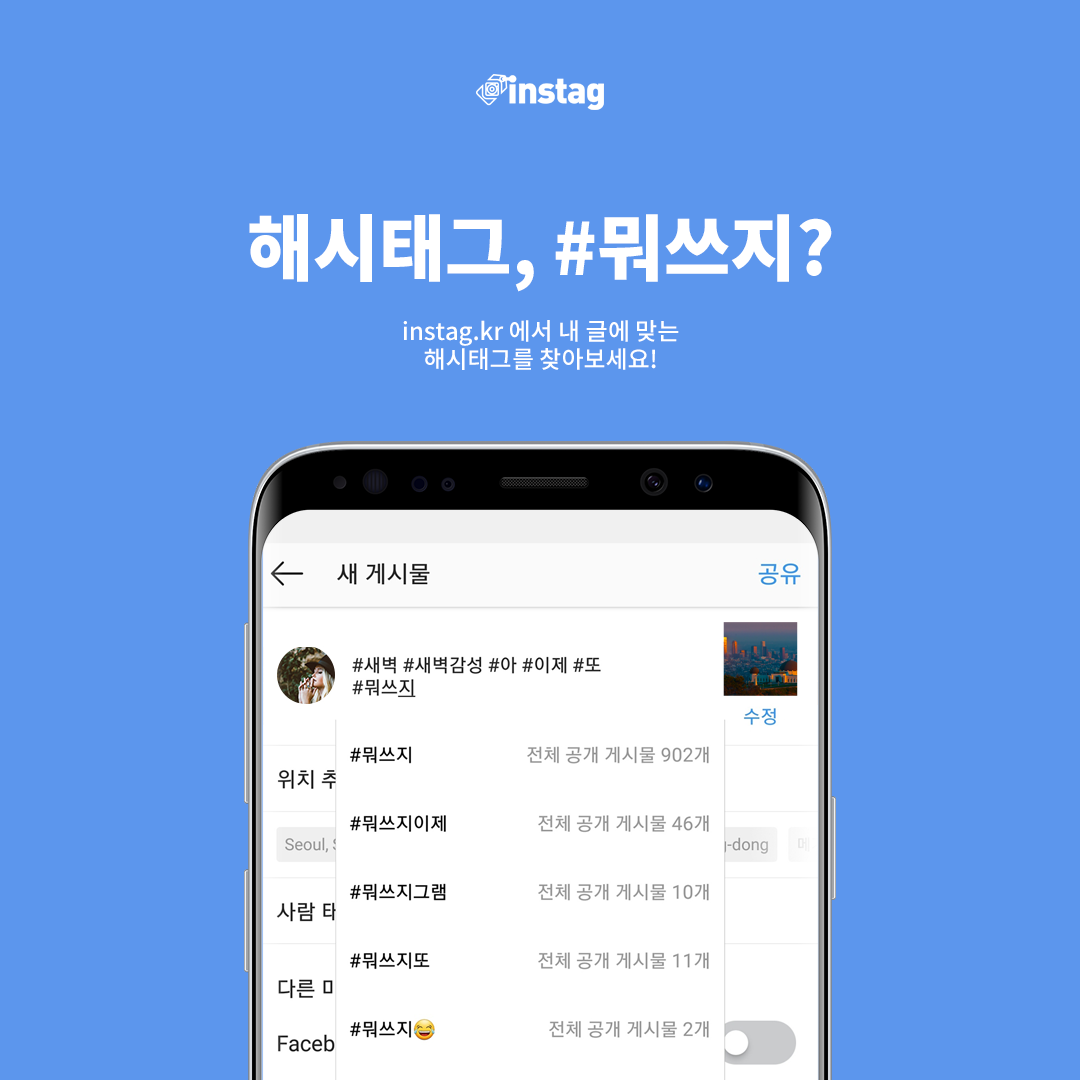 instag
해시태그, #뭐쓰지?
instag.kr 에서 내 글에 맞는
해시태그를 찾아보세요!
새 게시물
공유
#새벽 #새벽감성 #아 #이제 #또
#뭐쓰지
수정
#뭐쓰지
전체 공개 게시물 902개
위치
#뭐쓰지이제
전체 공개 게시물 46개
Seoul,
-dong
#뭐쓰지그램
전체 공개 게시물 10개
사람
#뭐쓰지또
전체 공개 게시물 11개
다른
#뭐쓰지😂
전체 공개 게시물 2개
Faceb